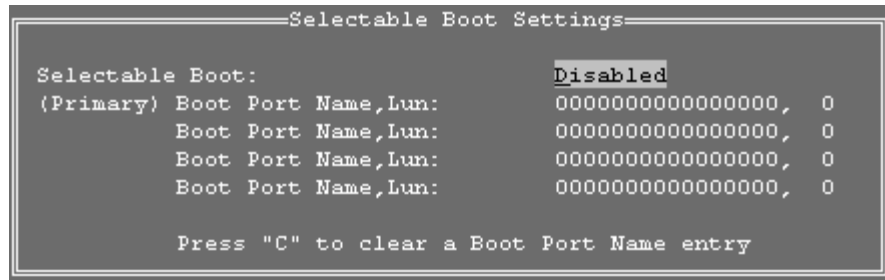 Selectable Boot Settings
Selectable Boot: Disabled
(Primary) Boot Port Name,Lun: 0000000000000000, 0
Boot Port Name,Lun: 0000000000000000, 0
Boot Port Name,Lun: 0000000000000000, 0
Boot Port Name,Lun: 0000000000000000, 0
Press "C" to clear a Boot Port Name entry